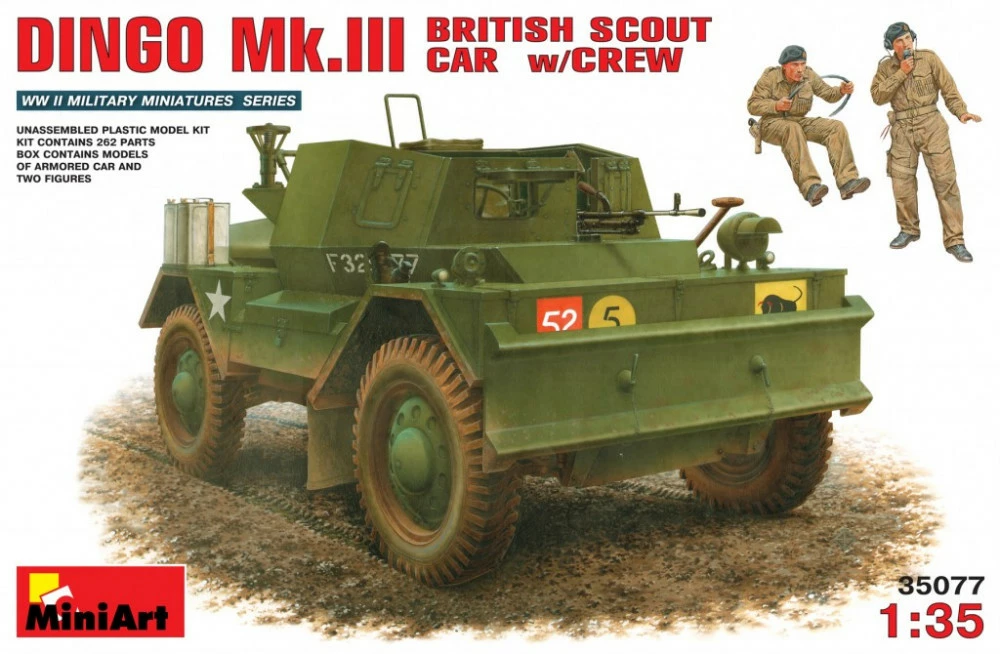 DINGO Mk.III BRITISH SCOUT
CAR w/CREW
WW II MILITARY MINIATURES SERIES
UNASSEMBLED PLASTIC MODEL KIT
KIT CONTAINS 262 PARTS
BOX CONTAINS MODELS
OF ARMORED CAR AND
TWO FIGURES
52
5
MiniArt
35077
1:35